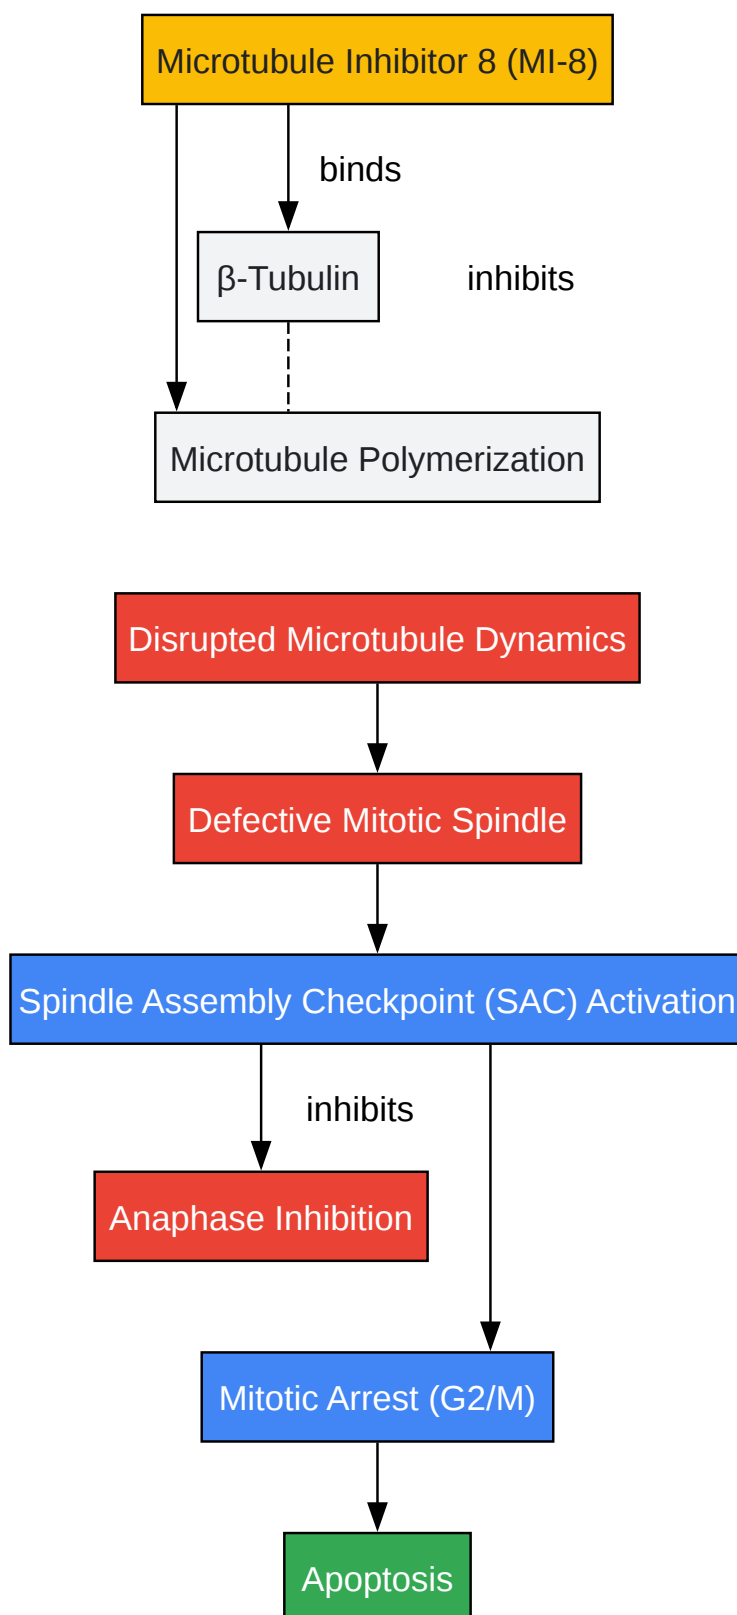 Microtubule Inhibitor 8 (MI-8)
binds
β-Tubulin
inhibits
Microtubule Polymerization
Disrupted Microtubule Dynamics
Defective Mitotic Spindle
Spindle Assembly Checkpoint (SAC) Activation
inhibits
Anaphase Inhibition
Mitotic Arrest (G2/M)
Apoptosis